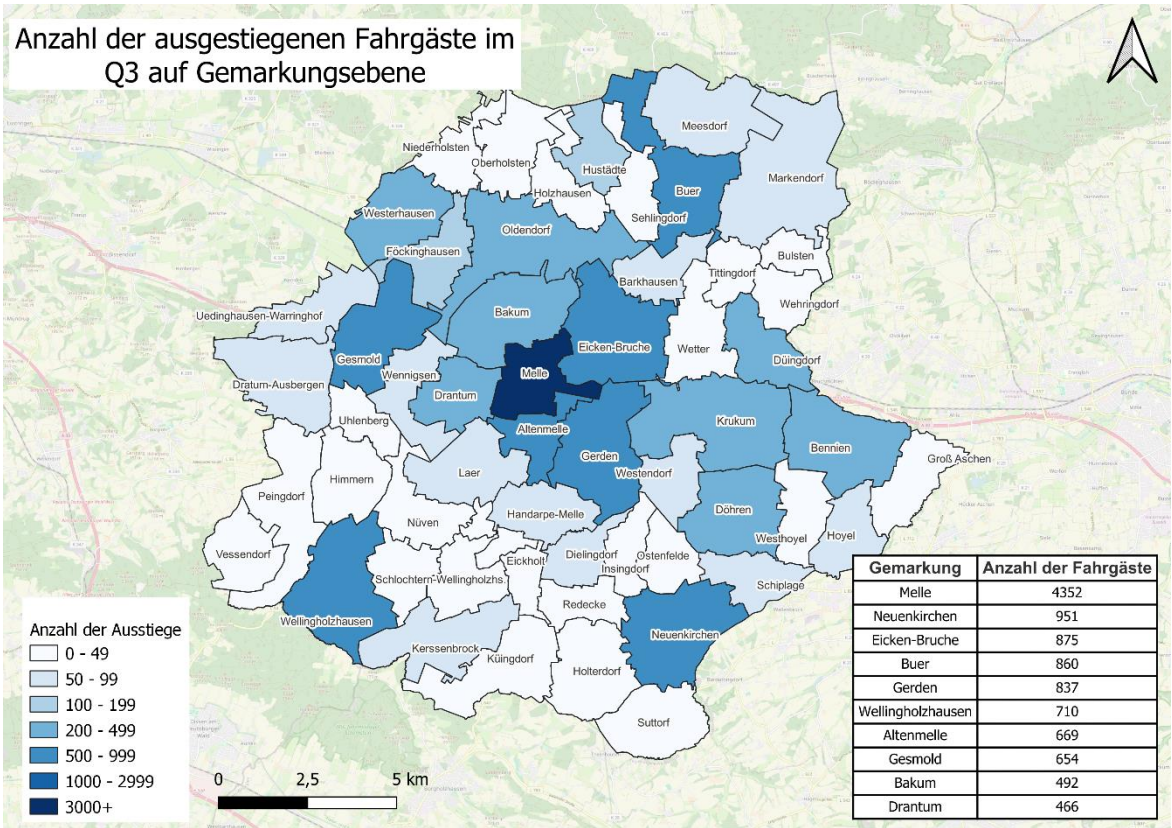 Anzahl der ausgestiegenen Fahrgäste im
Q3 auf Gemarkungsebene
Meesdorf
Niederholsten
Oberholsten
Hustädte
Markendorf
Holzhausen
Buer
Westerhausen
Sehlingdorf
Oldendorf
Föckinghausen
Bulsten
Tittingdorf
Barkhausen
Wehringdorf
Uedinghausen-Warringhof
Bakum
Eicken-Bruche
Wetter
Gesmold
Düingdorf
Wennigsen
Melle
Dratum-Ausbergen
Drantum
Uhlenberg
Krukum
Altenmelle
Bennien
Gerden
Groß Aschen
Laer
Westendorf
Himmern
Peingdorf
Döhren
Handarpe-Melle
Nüven
Westhoyel
Hoyel
Vessendorf
Eickholt
Dielingdorf
Ostenfelde
Insingdorf
Schlochtern-Wellingholzhs.
Schiplage
Redecke
Wellingholzhausen
Neuenkirchen
Kerssenbrock
Küingdorf
Holterdorf
Suttorf
Anzahl der Ausstiege
0 - 49
50 - 99
100 - 199
200 - 499
500 - 999
1000 - 2999
3000+
0 2,5 5 km
Gemarkung Anzahl der Fahrgäste
Melle 4352
Neuenkirchen 951
Eicken-Bruche 875
Buer 860
Gerden 837
Wellingholzhausen 710
Altenmelle 669
Gesmold 654
Bakum 492
Drantum 466